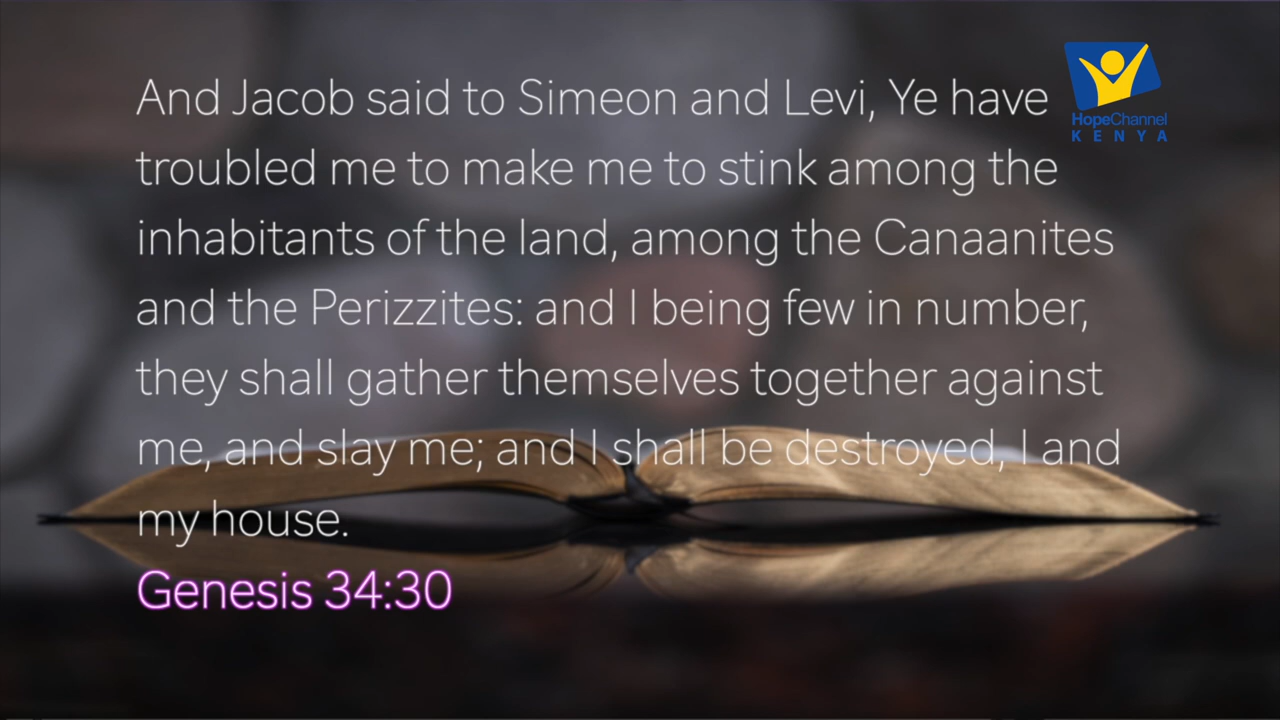 And Jacob said to Simeon and Levi, Ye have
troubled me to make me to stink among the
inhabitants of the land, among the Canaanites
and the Perizzites: and I being few in number,
they shall gather themselves together against
me, and slay me; and I shall be destroyed, I and
my house.
Genesis 34:30
HopeChannel
KENYA